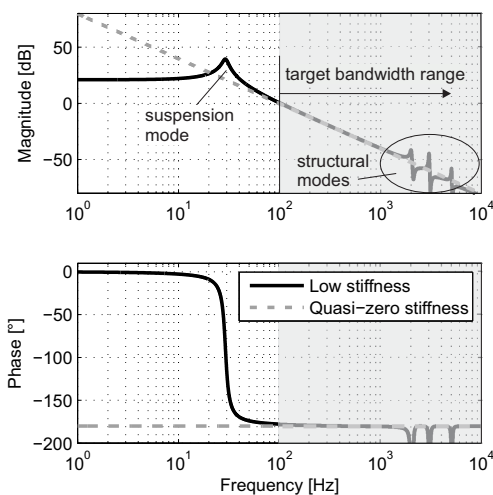 Magnitude [dB]
50
0
−50
suspension
mode
target bandwidth range
structural
modes
10^0
10^1
10^2
10^3
10^4
Phase [°]
0
−50
−100
−150
−200
Low stiffness
Quasi−zero stiffness
10^0
10^1
10^2
10^3
10^4
Frequency [Hz]